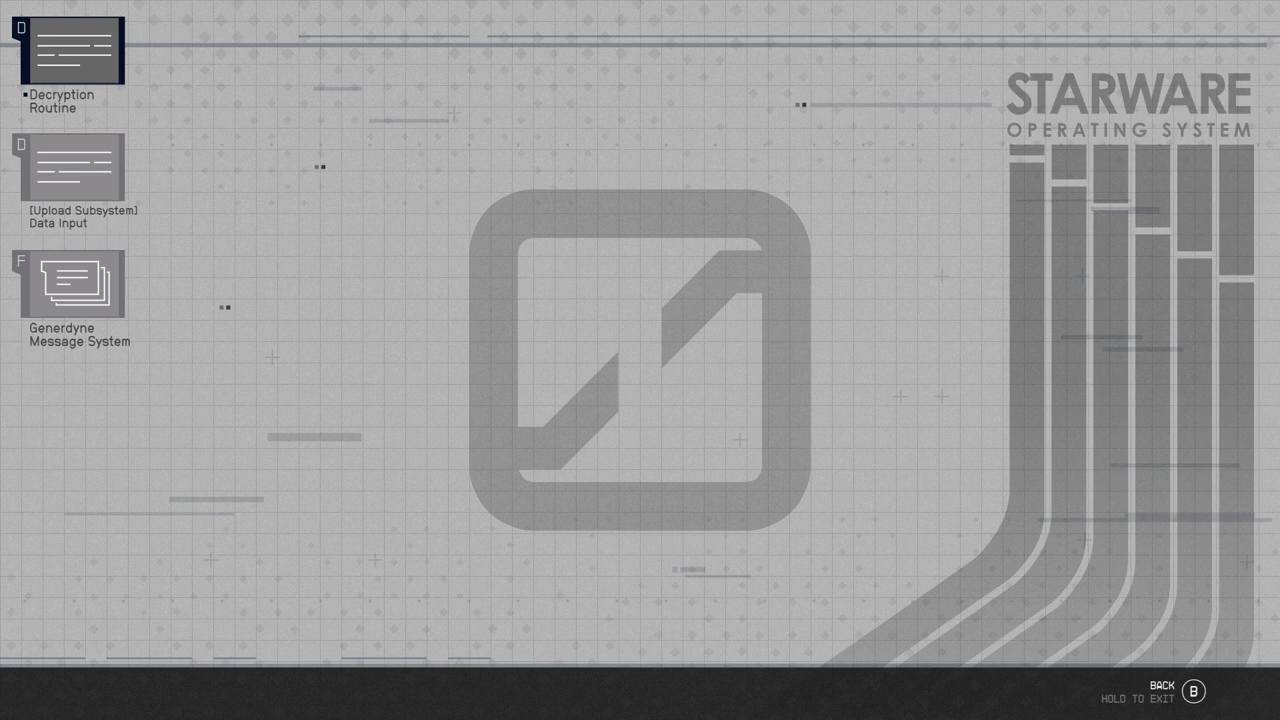 D
Decryption
Routine
D
[Upload Subsystem]
Data Input
F
Generdyne
Message System
STARWARE
OPERATING SYSTEM
BACK
HOLD TO EXIT
B